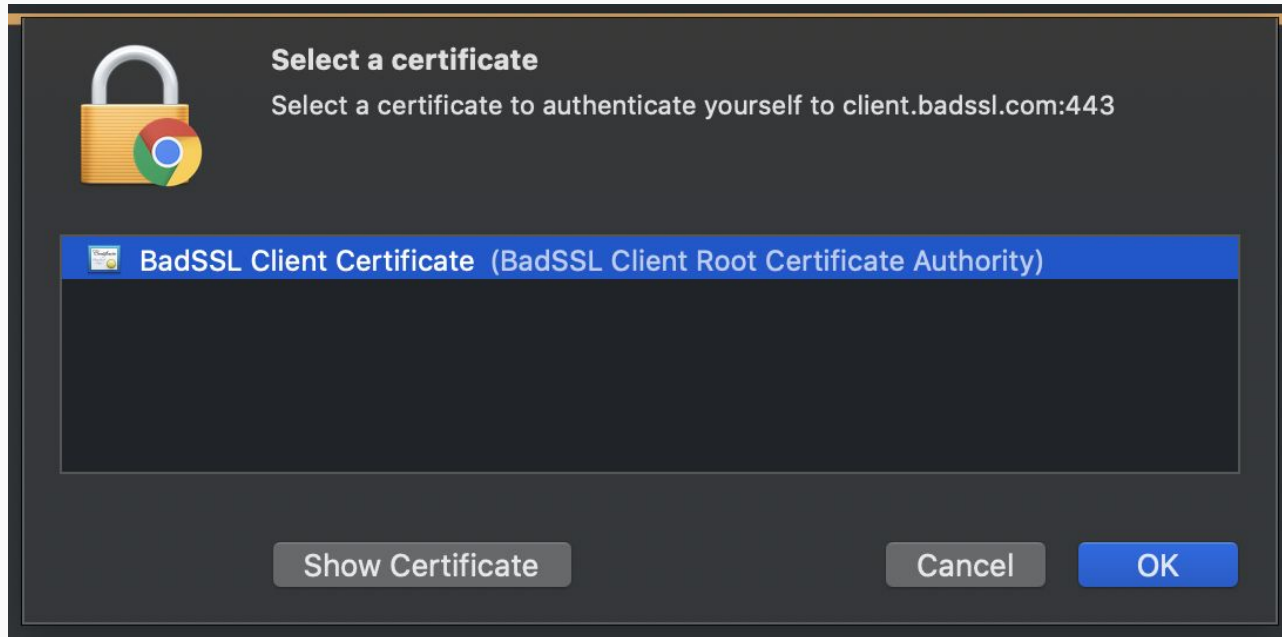 Select a certificate
Select a certificate to authenticate yourself to client.badssl.com:443
BadSSL Client Certificate (BadSSL Client Root Certificate Authority)
Show Certificate
Cancel
OK